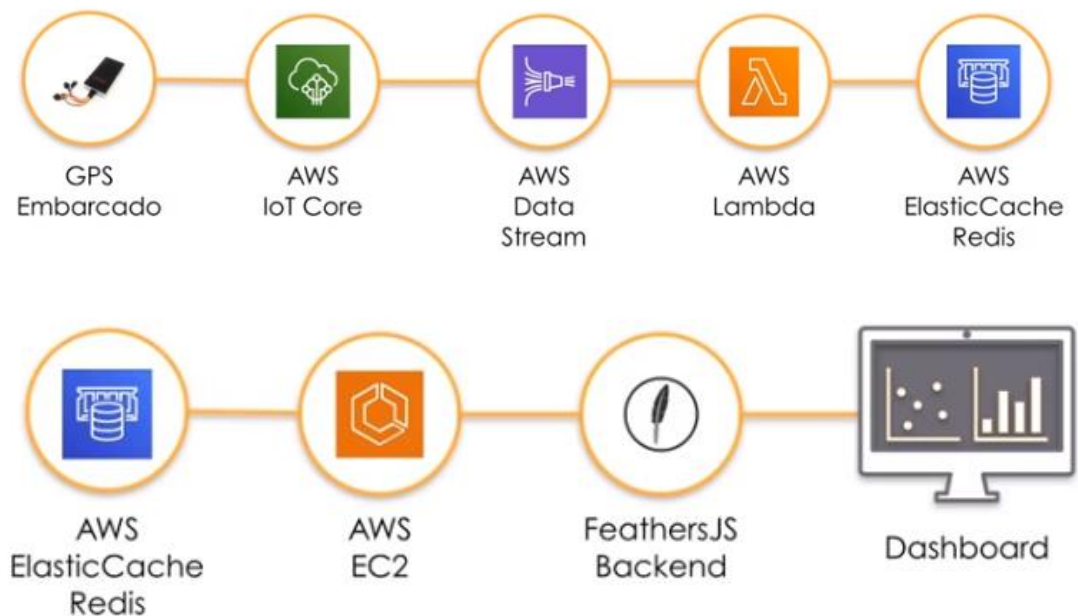 GPS
Embarcado
AWS
IoT Core
AWS
Data
Stream
AWS
Lambda
AWS
ElasticCache
Redis
AWS
ElasticCache
Redis
AWS
EC2
FeathersJS
Backend
Dashboard